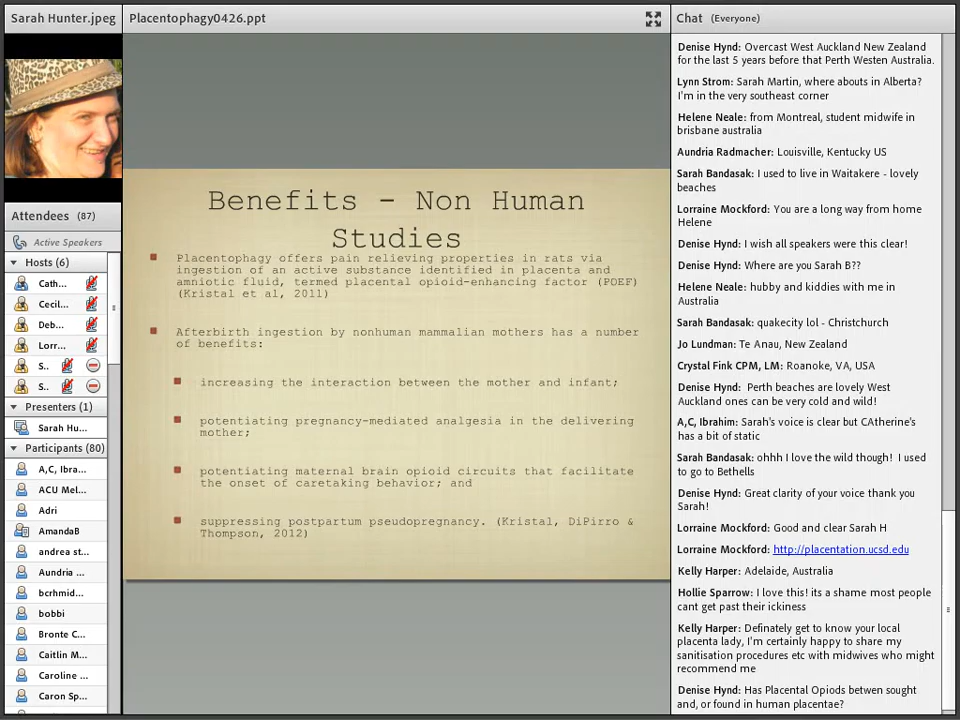 Sarah Hunter.jpeg
Placentophagy0426.ppt
Chat (Everyone)
Attendees (87)
Active Speakers
Hosts (6)
Cath...
Cecil...
Deb...
Lorr...
S..
S..
Presenters (1)
Sarah Hu...
Participants (80)
A,C, Ibra...
ACU Mel...
Adri
AmandaB
andrea st...
Aundria ...
bcrhmid...
bobbi
Bronte C...
Caitlin M...
Caroline ...
Caron Sp...
Benefits - Non Human
Studies
Placentophagy offers pain relieving properties in rats via
ingestion of an active substance identified in placenta and
amniotic fluid, termed placental opioid-enhancing factor (POEF)
(Kristal et al, 2011)
Afterbirth ingestion by nonhuman mammalian mothers has a number
of benefits:
increasing the interaction between the mother and infant;
potentiating pregnancy-mediated analgesia in the delivering
mother;
potentiating maternal brain opioid circuits that facilitate
the onset of caretaking behavior; and
suppressing postpartum pseudopregnancy. (Kristal, DiPirro &
Thompson, 2012)
Denise Hynd: Overcast West Auckland New Zealand
for the last 5 years before that Perth Westen Australia.
Lynn Strom: Sarah Martin, where abouts in Alberta?
I'm in the very southeast corner
Helene Neale: from Montreal, student midwife in
brisbane australia
Aundria Radmacher: Louisville, Kentucky US
Sarah Bandasak: I used to live in Waitakere - lovely
beaches
Lorraine Mockford: You are a long way from home
Helene
Denise Hynd: I wish all speakers were this clear!
Denise Hynd: Where are you Sarah B??
Helene Neale: hubby and kiddies with me in
Australia
Sarah Bandasak: quakecity lol - Christchurch
Jo Lundman: Te Anau, New Zealand
Crystal Fink CPM, LM: Roanoke, VA, USA
Denise Hynd: Perth beaches are lovely West
Auckland ones can be very cold and wild!
A,C, Ibrahim: Sarah's voice is clear but CAtherine's
has a bit of static
Sarah Bandasak: ohhh I love the wild though! I used
to go to Bethells
Denise Hynd: Great clarity of your voice thank you
Sarah!
Lorraine Mockford: Good and clear Sarah H
Lorraine Mockford: http://placentation.ucsd.edu
Kelly Harper: Adelaide, Australia
Hollie Sparrow: I love this! its a shame most people
cant get past their ickiness
Kelly Harper: Definately get to know your local
placenta lady, I'm certainly happy to share my
sanitisation procedures etc with midwives who might
recommend me
Denise Hynd: Has Placental Opiods betwen sought
and, or found in human placentae?